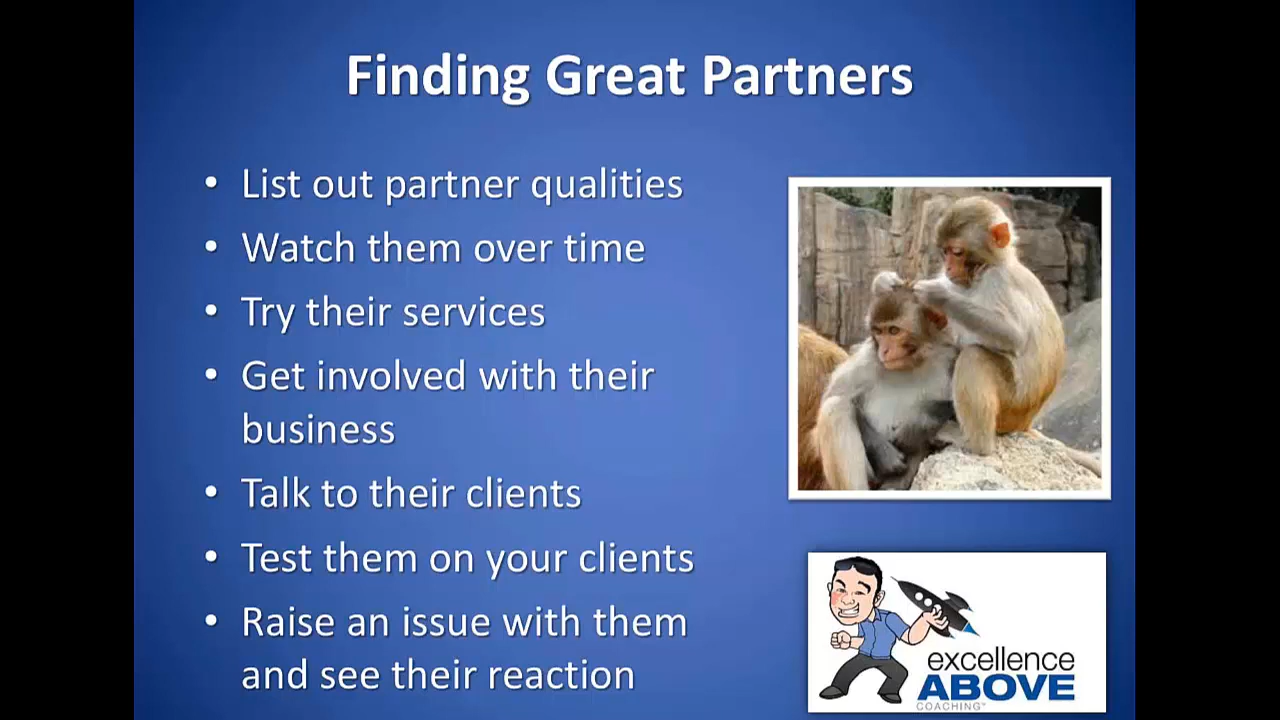 Finding Great Partners
• List out partner qualities
• Watch them over time
• Try their services
• Get involved with their
business
• Talk to their clients
• Test them on your clients
• Raise an issue with them
and see their reaction
excellence
ABOVE
COACHING™